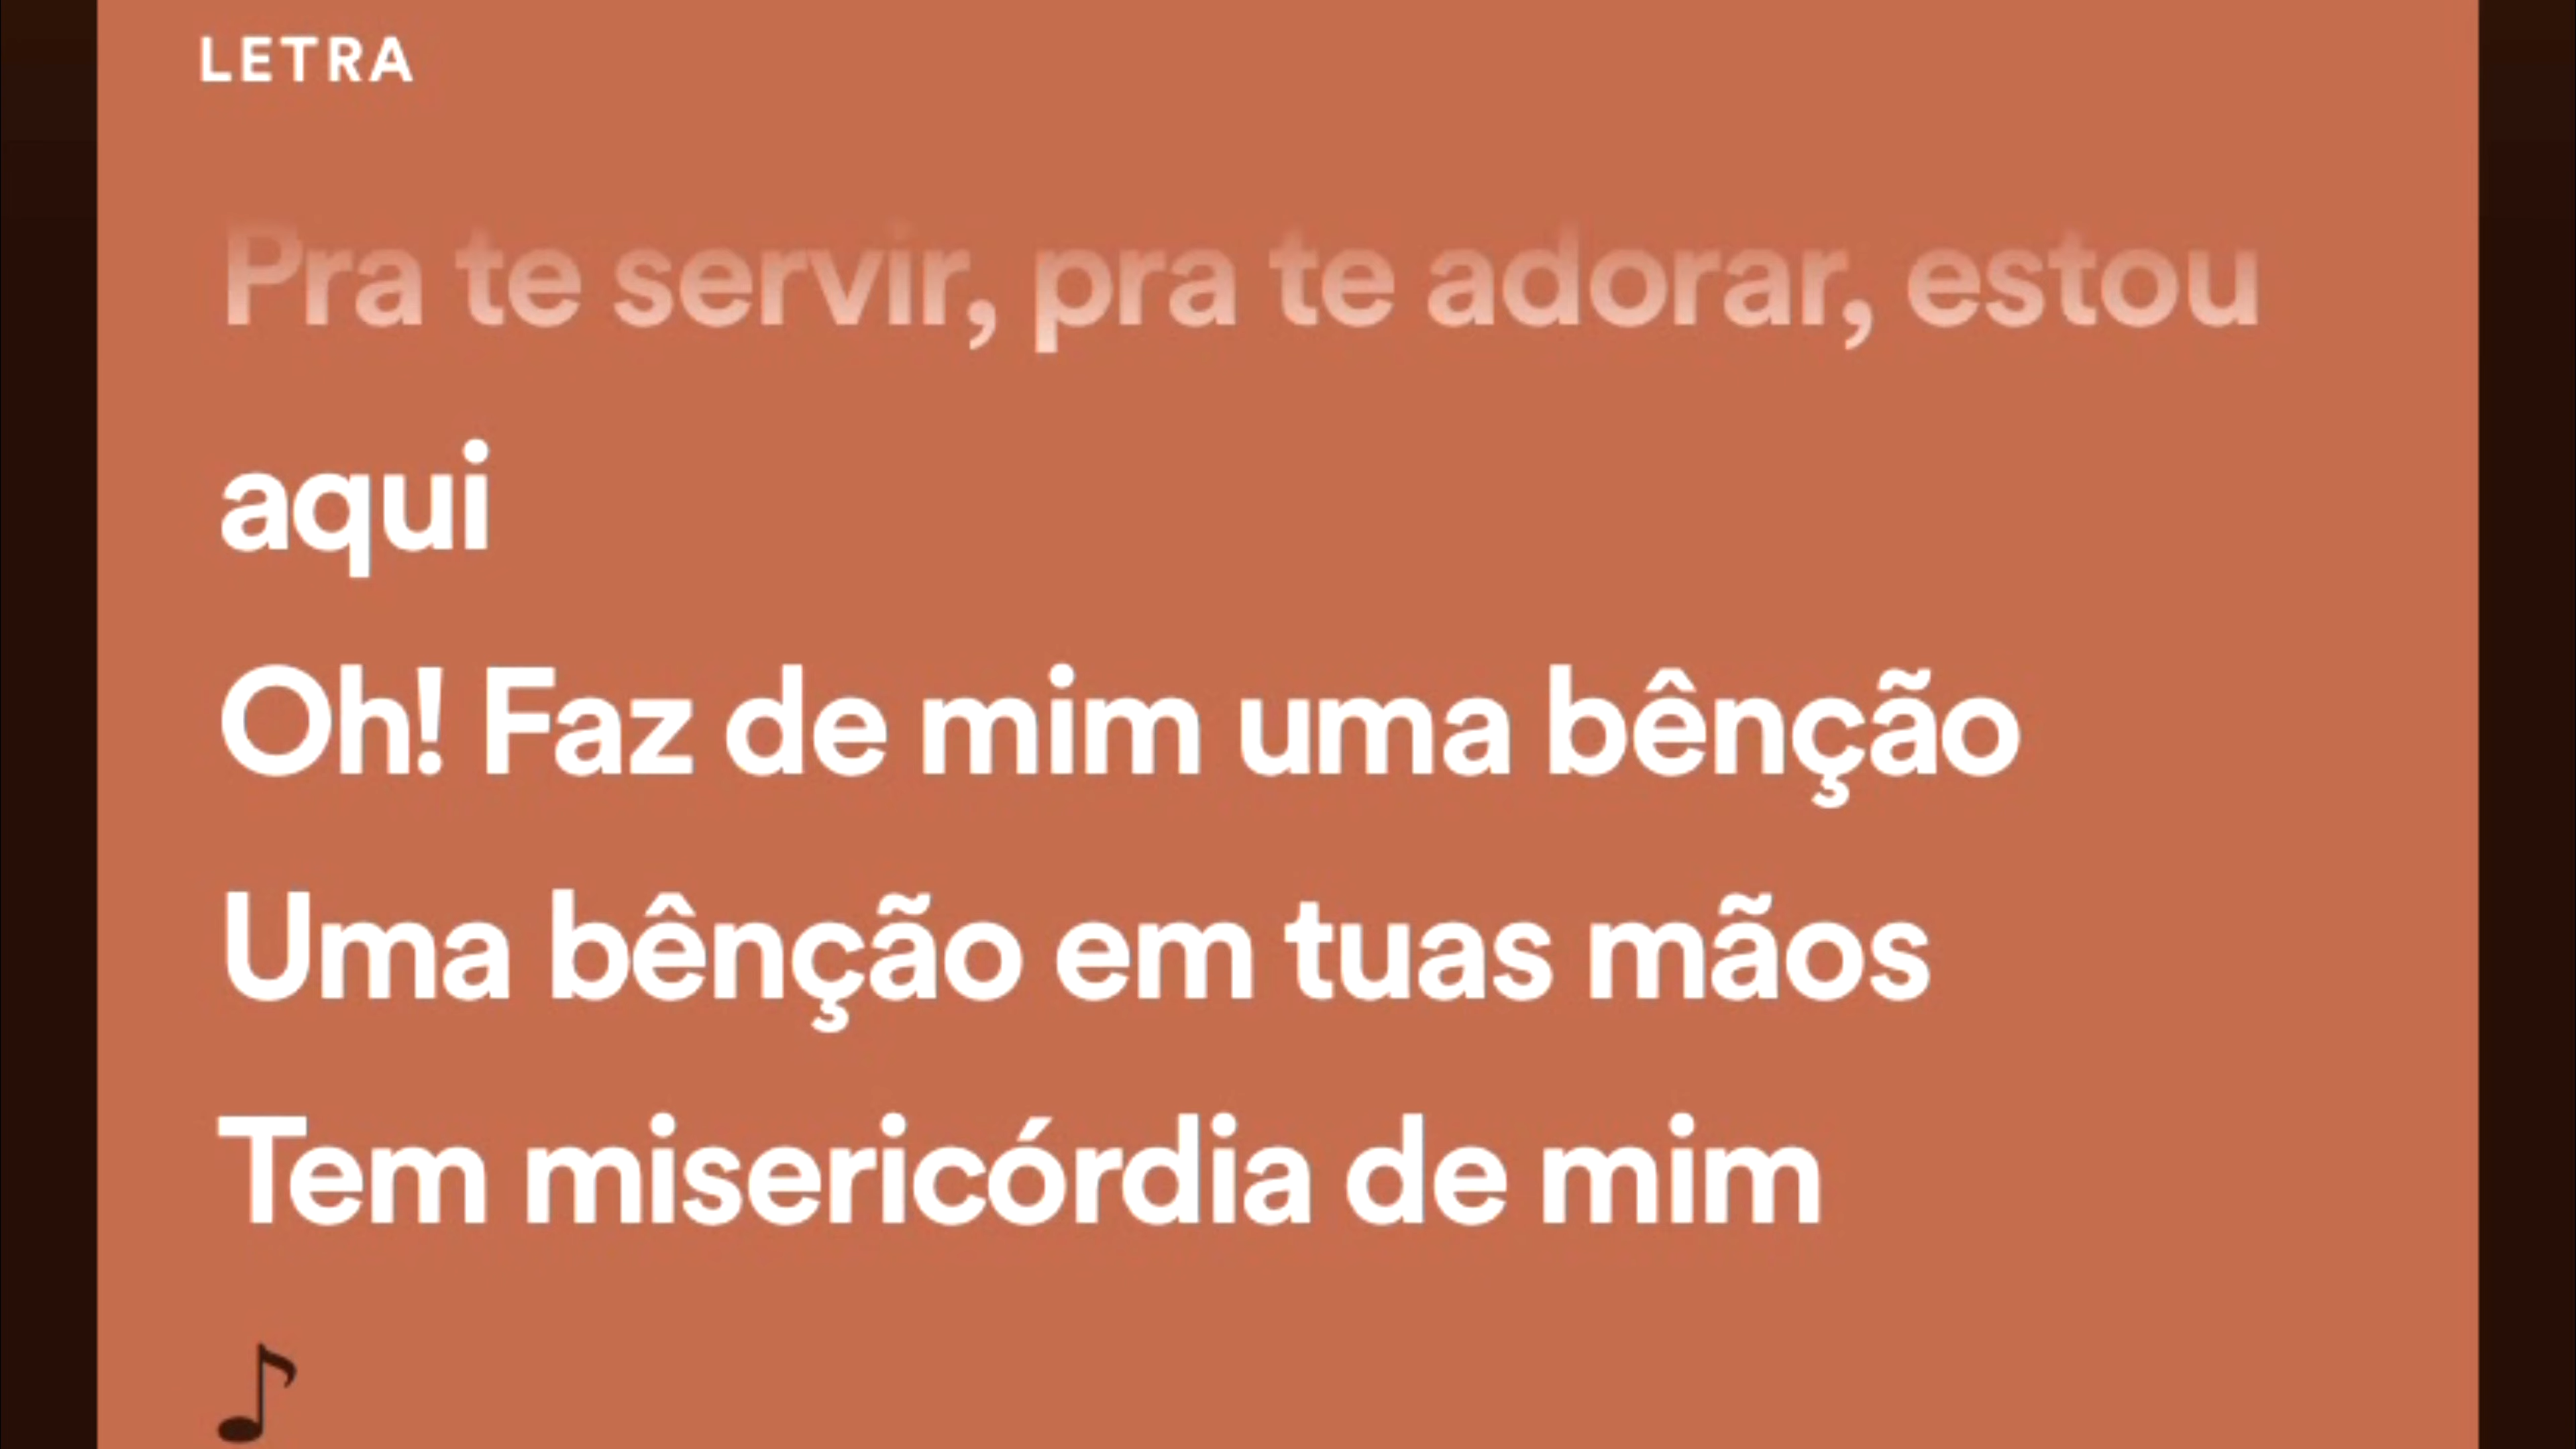 LETRA
Pra te servir, pra te adorar, estou
aqui
Oh! Faz de mim uma bênção
Uma bênção em tuas mãos
Tem misericórdia de mim
♪